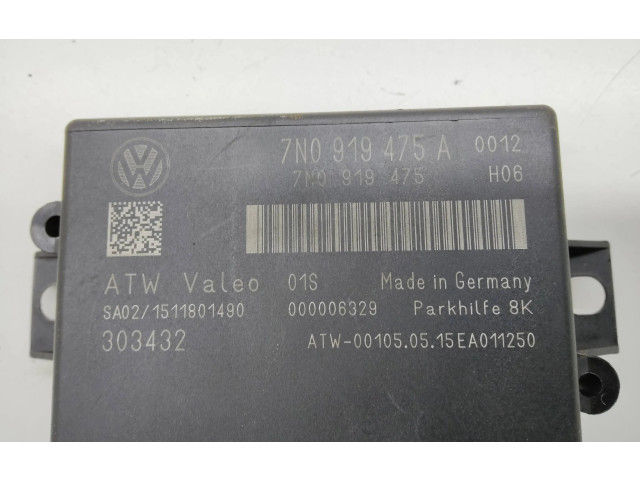 7N0 919 475 A 0012
7N0 919 475 H06
ATW Valeo 01S Made in Germany
SA02/1511801490 000006329 Parkhilfe 8K
303432 ATW-00105.05.15EA011250